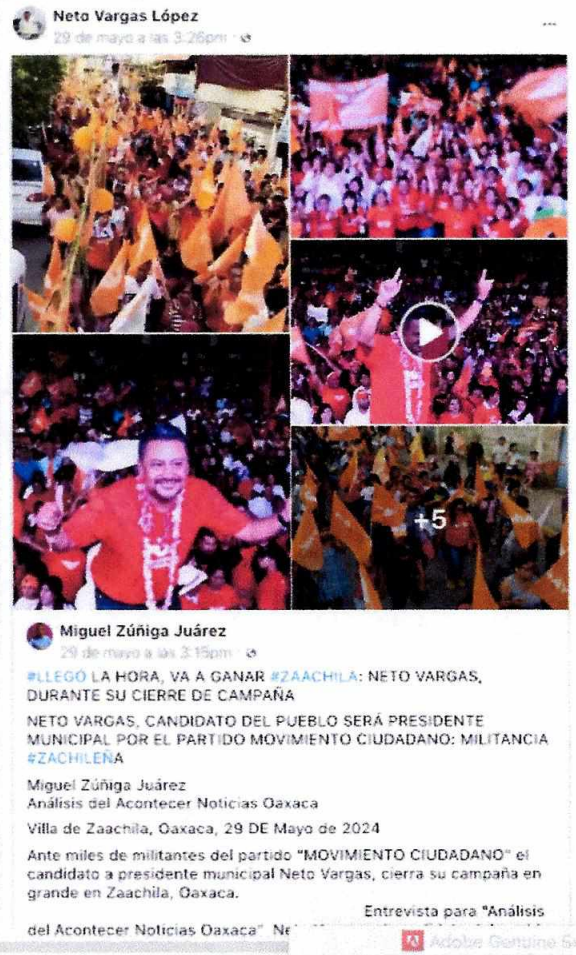 Neto Vargas López
29 de mayo a las 3:26pm
+5
Miguel Zúñiga Juárez
29 de mayo a las 3:15pm
#LLEGÓ LA HORA, VA A GANAR #ZAACHILA: NETO VARGAS,
DURANTE SU CIERRE DE CAMPAÑA
NETO VARGAS, CANDIDATO DEL PUEBLO SERÁ PRESIDENTE
MUNICIPAL POR EL PARTIDO MOVIMIENTO CIUDADANO: MILITANCIA
#ZACHILEÑA
Miguel Zúñiga Juárez
Análisis del Acontecer Noticias Oaxaca
Villa de Zaachila, Oaxaca, 29 DE Mayo de 2024
Ante miles de militantes del partido "MOVIMIENTO CIUDADANO" el
candidato a presidente municipal Neto Vargas, cierra su campaña en
grande en Zaachila, Oaxaca.
Entrevista para "Análisis
del Acontecer Noticias Oaxaca"
Adobe Genuine